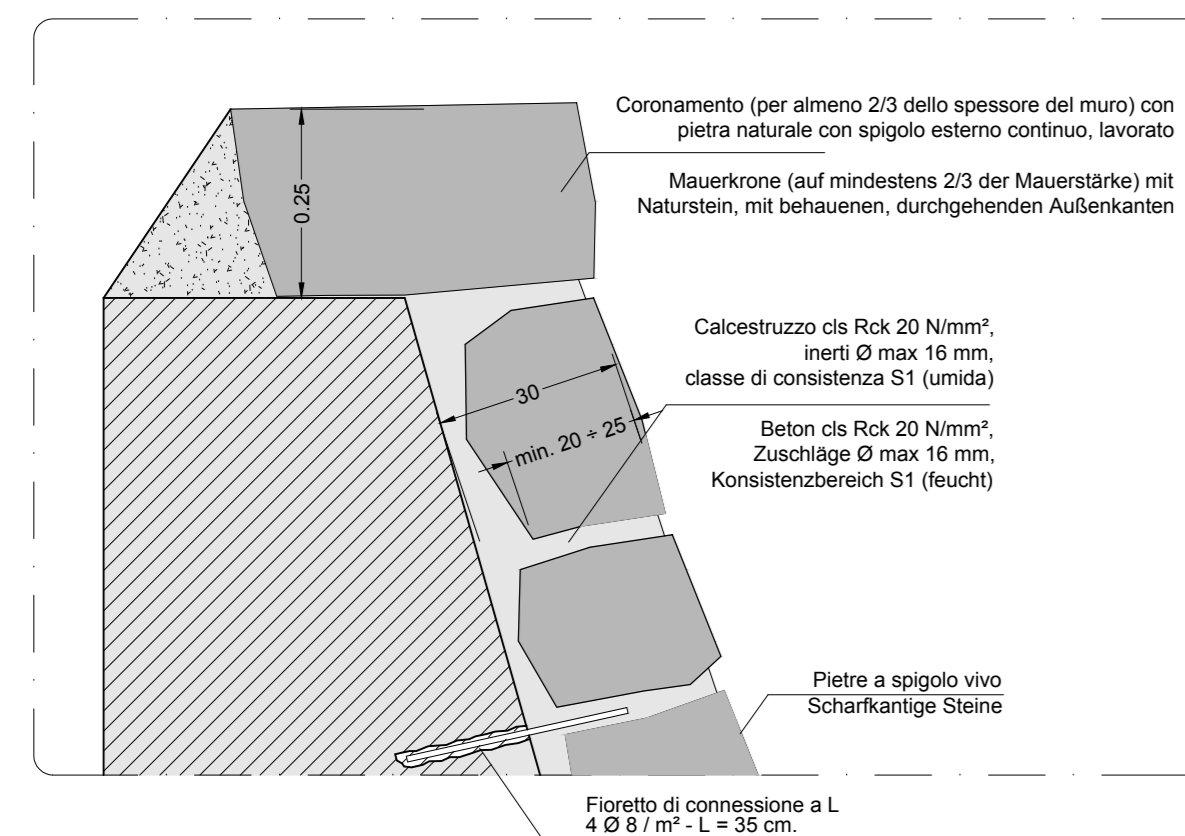 Coronamento (per almeno 2/3 dello spessore del muro) con
pietra naturale con spigolo esterno continuo, lavorato
Mauerkrone (auf mindestens 2/3 der Mauerstärke) mit
Naturstein, mit behauenen, durchgehenden Außenkanten
0.25
Calcestruzzo cls Rck 20 N/mm²,
inerti Ø max 16 mm,
classe di consistenza S1 (umida)
30
min. 20 ÷ 25
Beton cls Rck 20 N/mm²,
Zuschläge Ø max 16 mm,
Konsistenzbereich S1 (feucht)
Pietre a spigolo vivo
Scharfkantige Steine
Fioretto di connessione a L
4 Ø 8 / m² - L = 35 cm.